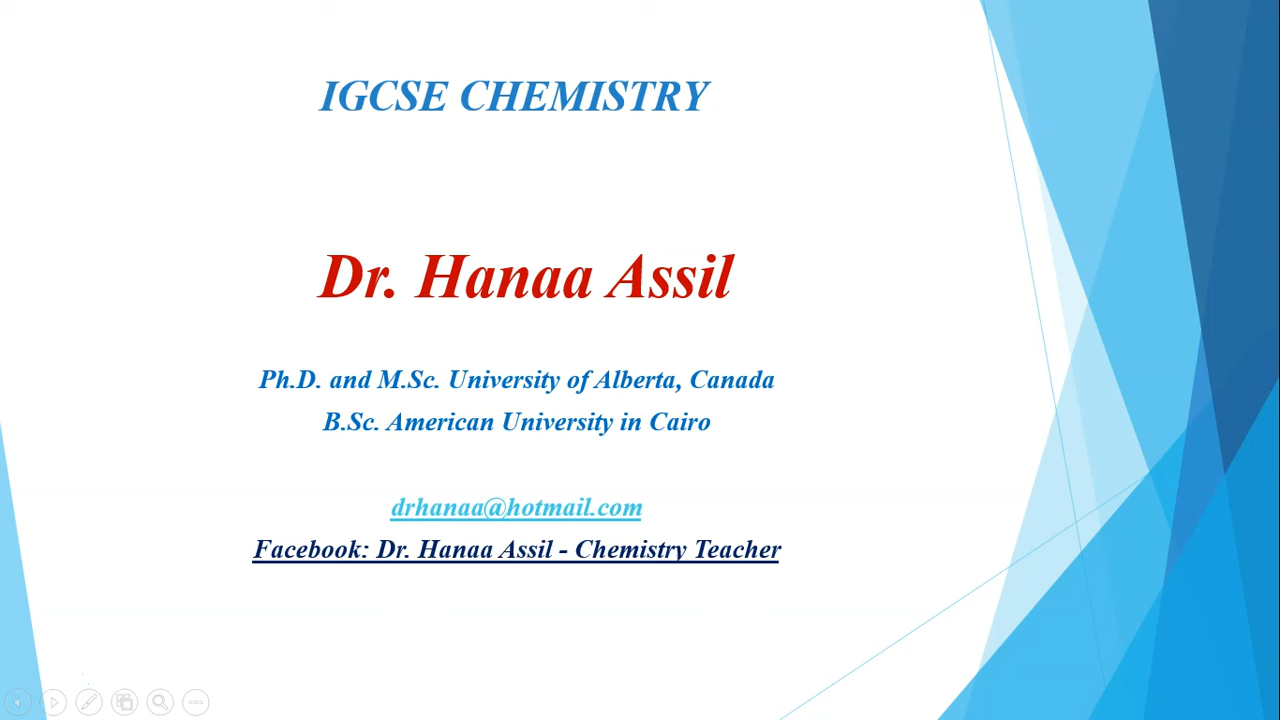 IGCSE CHEMISTRY
Dr. Hanaa Assil
Ph.D. and M.Sc. University of Alberta, Canada
B.Sc. American University in Cairo
drhanaa@hotmail.com
Facebook: Dr. Hanaa Assil - Chemistry Teacher